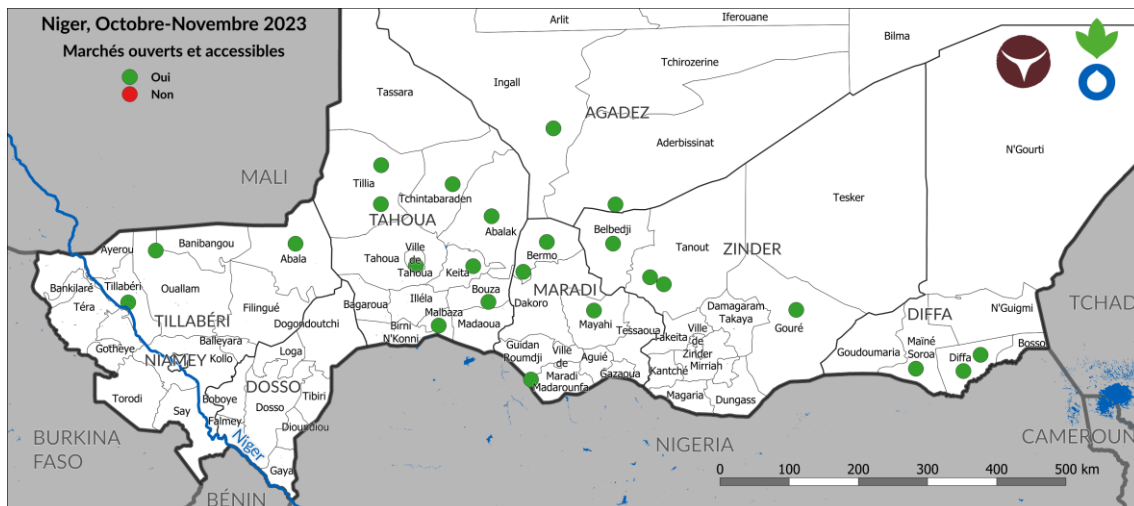 Niger, Octobre-Novembre 2023
Marchés ouverts et accessibles
Oui
Non
Arlit
Iferouane
Bilma
Tchirozerine
Ingall
Tassara
AGADEZ
Aderbissinat
N'Gourti
MALI
Tillia
Tchintabaraden
Tesker
TAHOUA
Abalak
Belbedji
Tanout
ZINDER
Ayerou
Banibangou
Abala
Ville
de
Tahoua
Tahoua
Keita
Bermo
Bankilaré
Tillabéri
Ouallam
MARADI
Téra
Filingué
Bagaroua
Illéla
Bouza
Dakoro
Damagaram
Takaya
N'Guigmi
TCHAD
TILLABÉRI
Dogondoutchi
Malbaza
Birni
N'Konni
Madaoua
Mayahi
Tessaoua
Gouré
DIFFA
Gotheye
Balleyara
Takeita
Ville
de
Zinder
Maïné
Soroa
Bosso
NIAMEY
Kollo
Loga
Guidan
Roumdji
Ville
de
Maradi
Aguié
Mirriah
Goudoumaria
Diffa
Torodi
Say
Boboye
DOSSO
Tibiri
Madarounfa
Gazaoua
Kantché
Magaria
Dungass
Dosso
Falmey
Dioundiou
BURKINA
FASO
Niger
NIGERIA
CAMEROUN
Gaya
BÉNIN
0 100 200 300 400 500 km